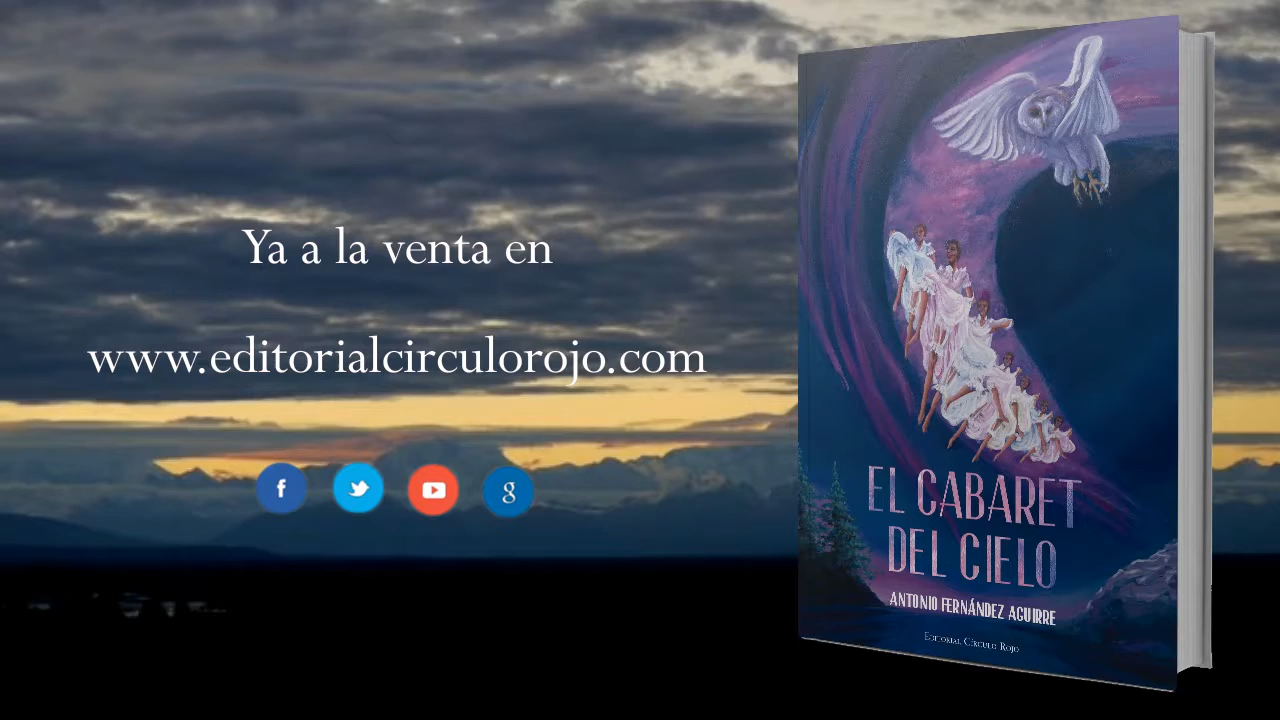 Ya a la venta en
www.editorialcirculorojo.com
f
g
EL CABARET
DEL CIELO
ANTONIO FERNÁNDEZ AGUIRRE
EDITORIAL CÍRCULO ROJO